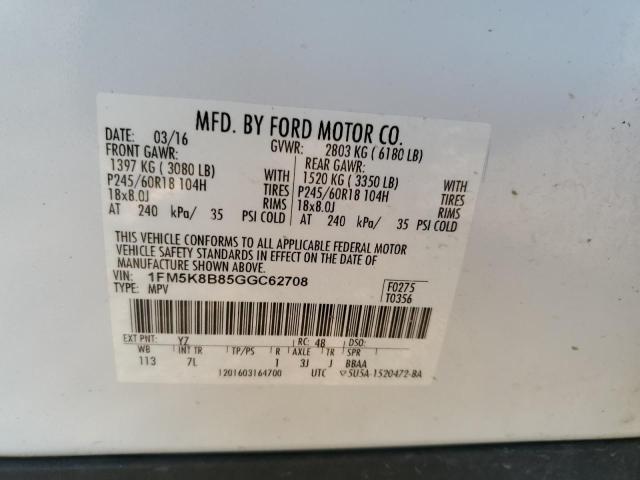 MFD. BY FORD MOTOR CO.
DATE: 03/16 GVWR: 2803 KG ( 6180 LB)
FRONT GAWR: REAR GAWR:
1397 KG ( 3080 LB) WITH 1520 KG ( 3350 LB) WITH
P245/60R18 104H TIRES P245/60R18 104H TIRES
18x8.0J RIMS 18x8.0J RIMS
AT 240 kPa/ 35 PSI COLD AT 240 kPa/ 35 PSI COLD
THIS VEHICLE CONFORMS TO ALL APPLICABLE FEDERAL MOTOR
VEHICLE SAFETY STANDARDS IN EFFECT ON THE DATE OF
MANUFACTURE SHOWN ABOVE.
VIN: 1FM5K8B85GGC62708 F0275
TYPE: MPV T0356
EXT PNT: YZ RC: 48 DSO:
WB INT TR TP/PS R AXLE TR SPR
113 7L 1 3J J BBAA
1201603164700 UTC ▽5U5A-1520472-BA